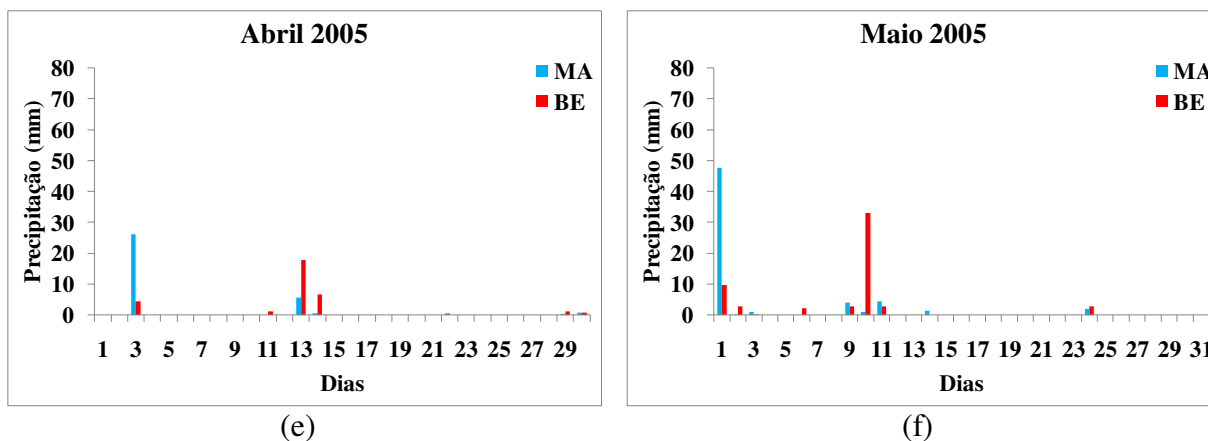 Abril 2005
80
70
60
50
40
30
20
10
0
Precipitação (mm)
MA
BE
1 3 5 7 9 11 13 15 17 19 21 23 25 27 29
Dias
(e)
Maio 2005
80
70
60
50
40
30
20
10
0
Precipitação (mm)
MA
BE
1 3 5 7 9 11 13 15 17 19 21 23 25 27 29 31
Dias
(f)